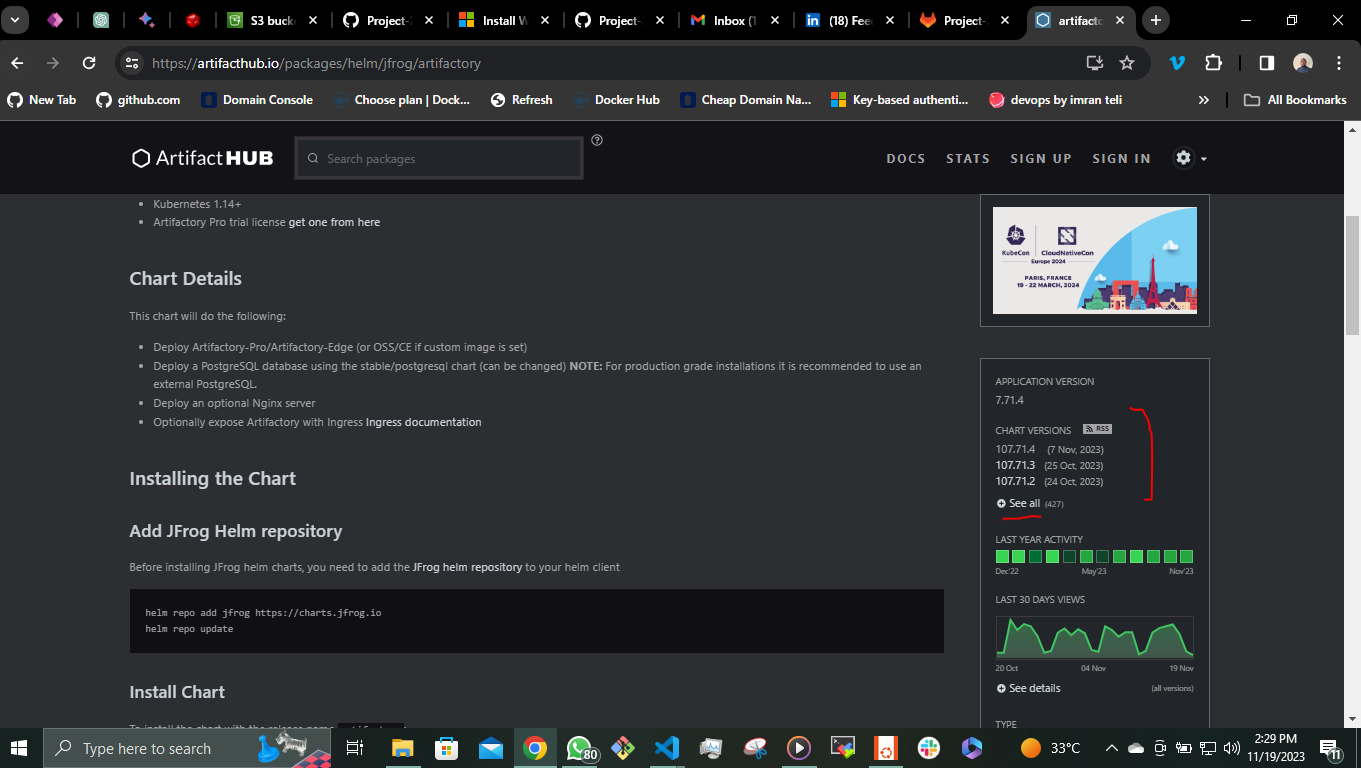 S3 buck
Project-
Install W
Project-
Inbox (1
(18) Feed
Project-
artifacto
https://artifacthub.io/packages/helm/jfrog/artifactory
New Tab
github.com
Domain Console
Choose plan | Dock...
Refresh
Docker Hub
Cheap Domain Na...
Key-based authenti...
devops by imran teli
All Bookmarks
Artifact HUB
Search packages
DOCS
STATS
SIGN UP
SIGN IN
Kubernetes 1.14+
Artifactory Pro trial license get one from here
Chart Details
This chart will do the following:
Deploy Artifactory-Pro/Artifactory-Edge (or OSS/CE if custom image is set)
Deploy a PostgreSQL database using the stable/postgresql chart (can be changed) NOTE: For production grade installations it is recommended to use an
external PostgreSQL.
Deploy an optional Nginx server
Optionally expose Artifactory with Ingress Ingress documentation
Installing the Chart
Add JFrog Helm repository
Before installing JFrog helm charts, you need to add the JFrog helm repository to your helm client
helm repo add jfrog https://charts.jfrog.io
helm repo update
Install Chart
To install the chart with the release name
KubeCon
CloudNativeCon
Europe 2024
PARIS, FRANCE
19 - 22 MARCH, 2024
APPLICATION VERSION
7.71.4
CHART VERSIONS RSS
107.71.4 (7 Nov, 2023)
107.71.3 (25 Oct, 2023)
107.71.2 (24 Oct, 2023)
See all (427)
LAST YEAR ACTIVITY
Dec'22 May'23 Nov'23
LAST 30 DAYS VIEWS
20 Oct 04 Nov 19 Nov
See details (all versions)
TYPE
Type here to search
80
33°C
2:29 PM
11/19/2023
11